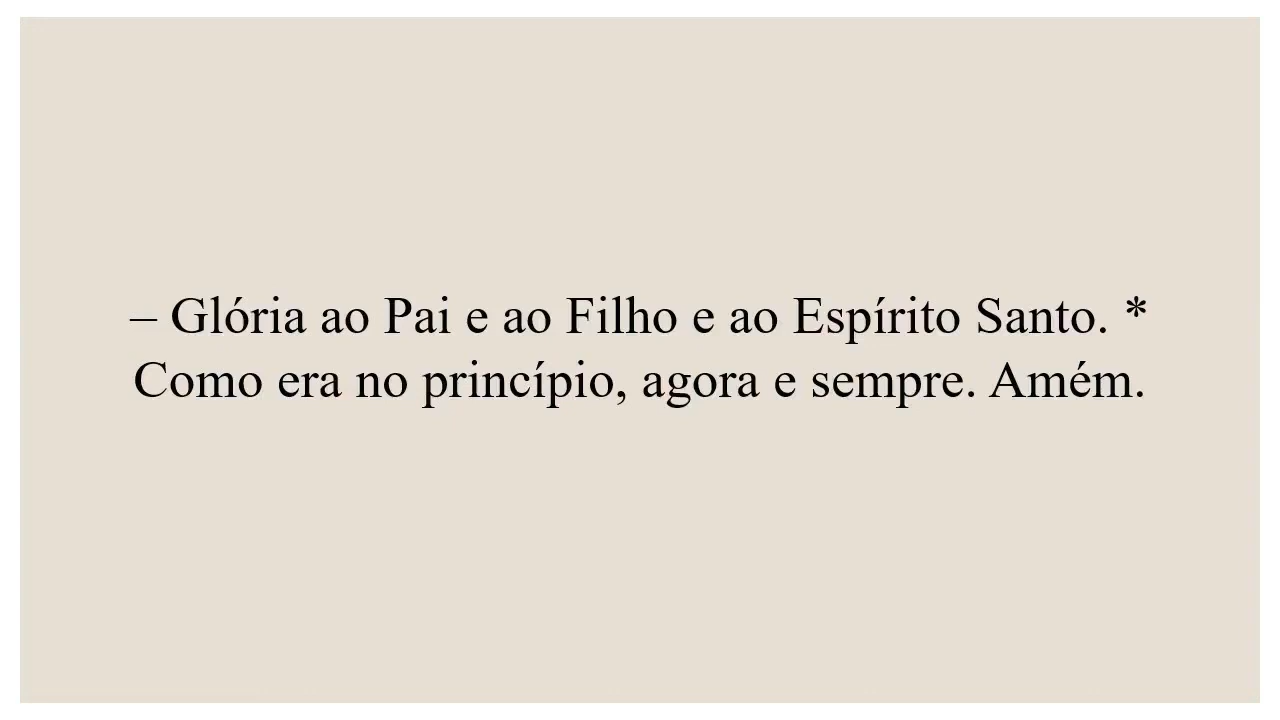 – Glória ao Pai e ao Filho e ao Espírito Santo. *
Como era no princípio, agora e sempre. Amém.